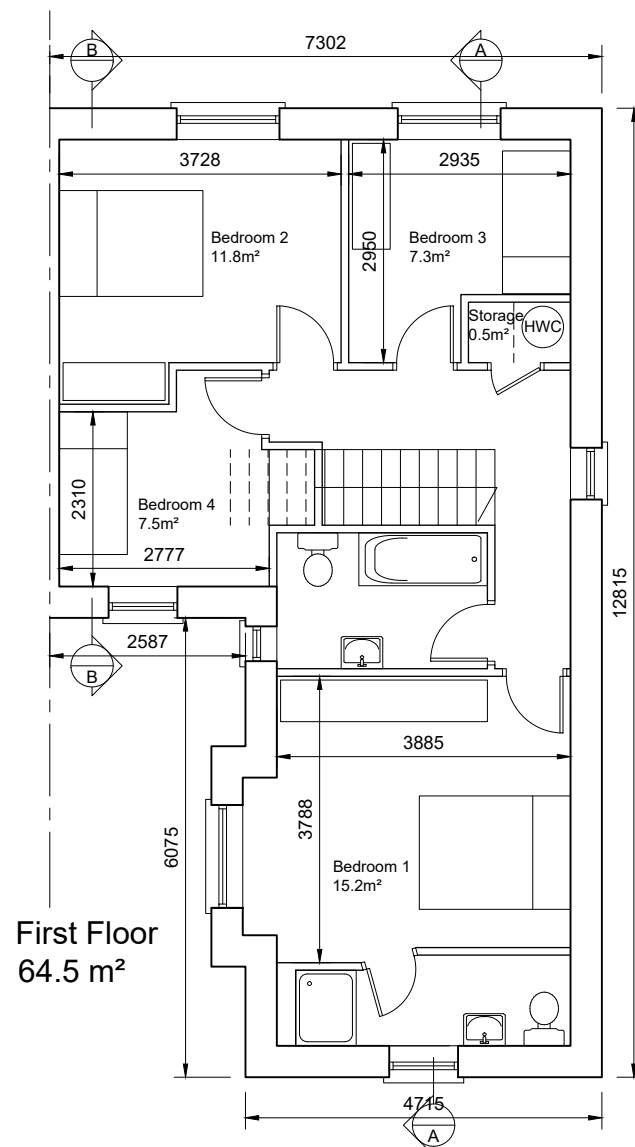 7302
B
A
3728
2935
Bedroom 2
11.8m²
Bedroom 3
7.3m²
2950
Storage
0.5m²
HWC
2310
Bedroom 4
7.5m²
2777
12815
2587
B
3885
3788
6075
Bedroom 1
15.2m²
First Floor
64.5 m²
4715
A